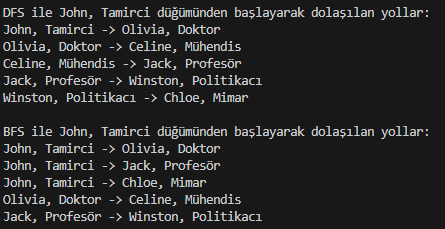 DFS ile John, Tamirci düğümünden başlayarak dolaşılan yollar:
John, Tamirci -> Olivia, Doktor
Olivia, Doktor -> Celine, Mühendis
Celine, Mühendis -> Jack, Profesör
Jack, Profesör -> Winston, Politikacı
Winston, Politikacı -> Chloe, Mimar
BFS ile John, Tamirci düğümünden başlayarak dolaşılan yollar:
John, Tamirci -> Olivia, Doktor
John, Tamirci -> Jack, Profesör
John, Tamirci -> Chloe, Mimar
Olivia, Doktor -> Celine, Mühendis
Jack, Profesör -> Winston, Politikacı